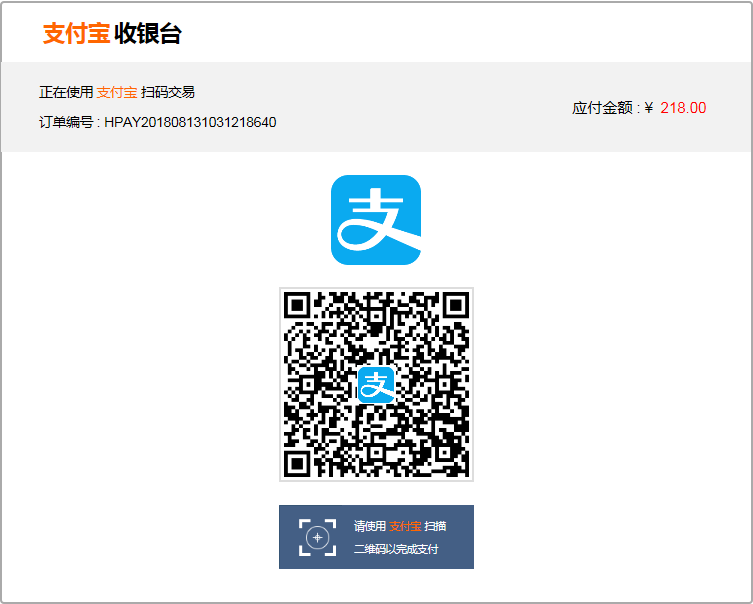 支付宝 收银台
正在使用 支付宝 扫码交易
订单编号 : HPAY201808131031218640
应付金额 : ¥ 218.00
支
支
请使用 支付宝 扫描
二维码以完成支付